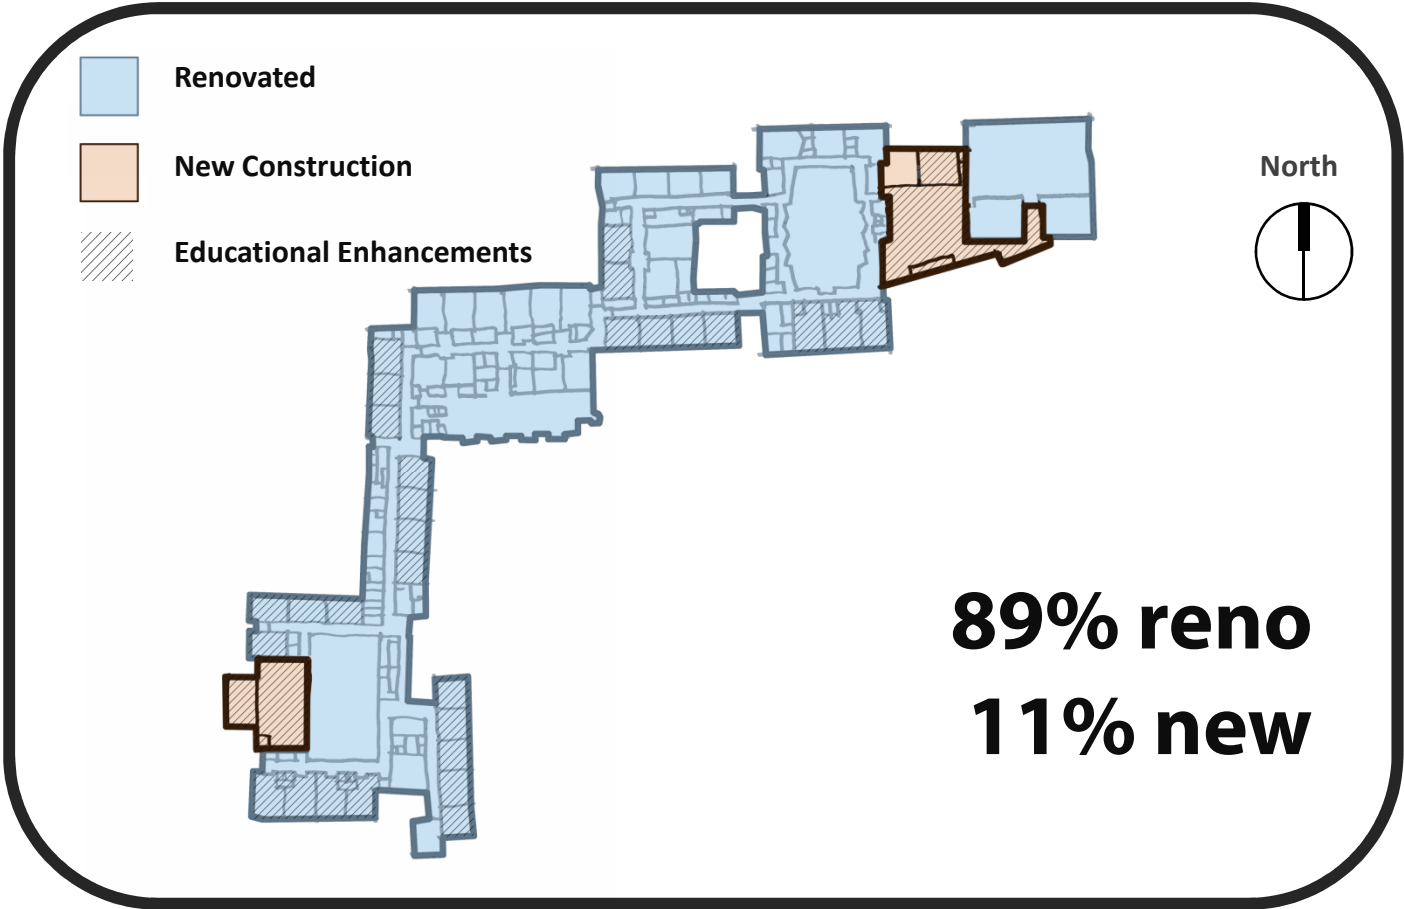 Renovated
New Construction
Educational Enhancements
North
89% reno
11% new